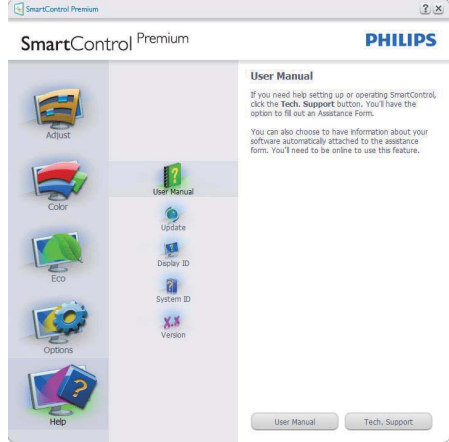 SmartControl Premium
? X
SmartControl Premium
PHILIPS
Adjust
Color
Eco
Options
Help
User Manual
Update
Display ID
System ID
X.X
Version
User Manual
If you need help setting up or operating SmartControl,
click the Tech. Support button. You'll have the
option to fill out an Assistance Form.
You can also choose to have information about your
software automatically attached to the assistance
form. You'll need to be online to use this feature.
User Manual
Tech. Support